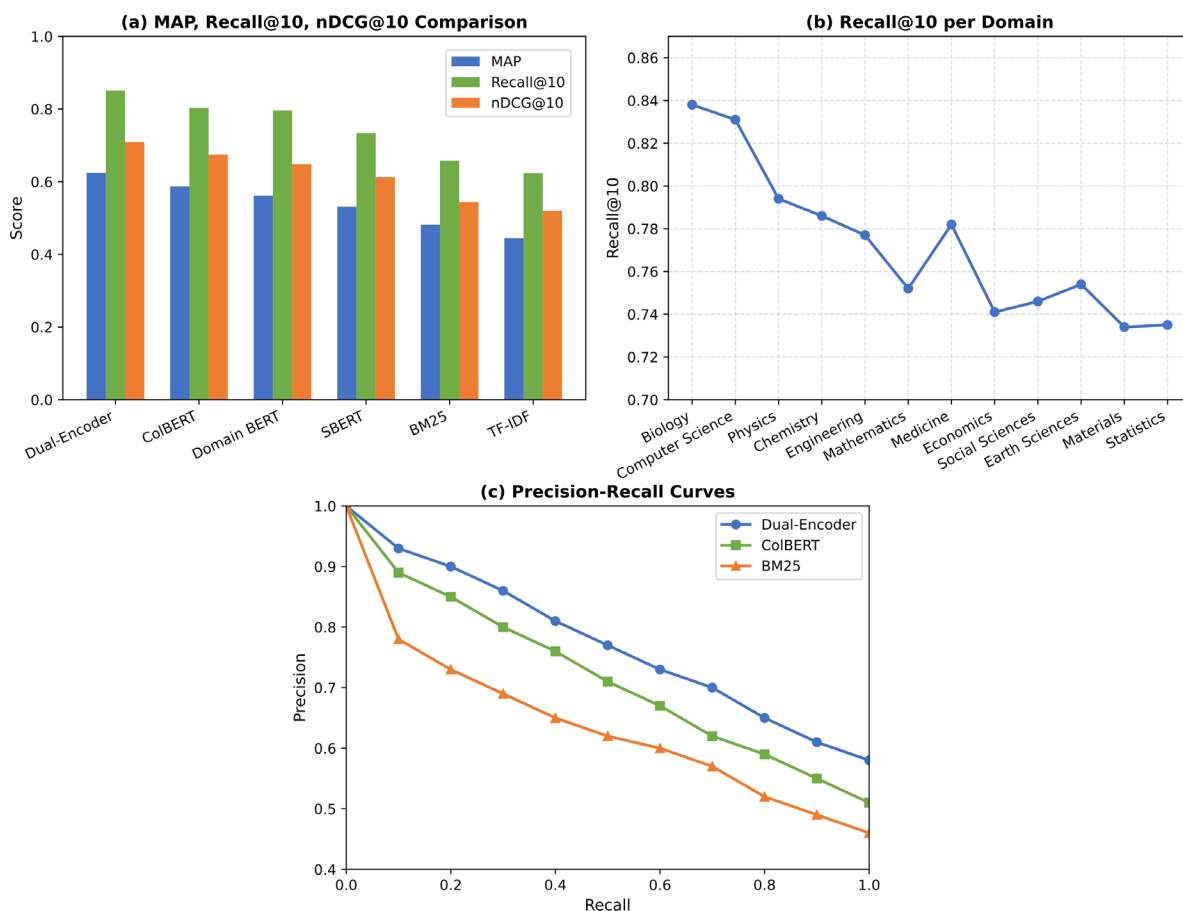 (a) MAP, Recall@10, nDCG@10 Comparison
1.0
0.8
0.6
0.4
0.2
0.0
Score
MAP
Recall@10
nDCG@10
Dual-Encoder
ColBERT
Domain BERT
SBERT
BM25
TF-IDF
(b) Recall@10 per Domain
0.86
0.84
0.82
0.80
0.78
0.76
0.74
0.72
0.70
Recall@10
Biology
Computer Science
Physics
Chemistry
Engineering
Mathematics
Medicine
Economics
Social Sciences
Earth Sciences
Materials
Statistics
(c) Precision-Recall Curves
1.0
0.9
0.8
0.7
0.6
0.5
0.4
Precision
Dual-Encoder
ColBERT
BM25
0.0 0.2 0.4 0.6 0.8 1.0
Recall